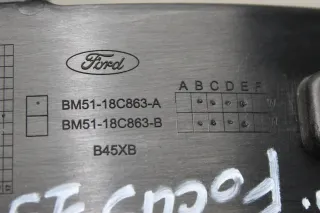 Ford
A B C D E F
BM51-18C863-A
BM51-18C863-B
B45XB